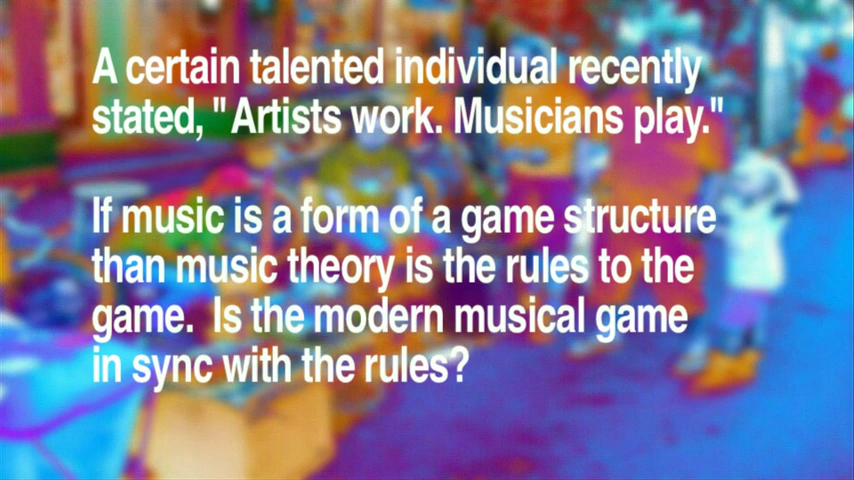 A certain talented individual recently
stated, "Artists work. Musicians play."
If music is a form of a game structure
than music theory is the rules to the
game.  Is the modern musical game
in sync with the rules?